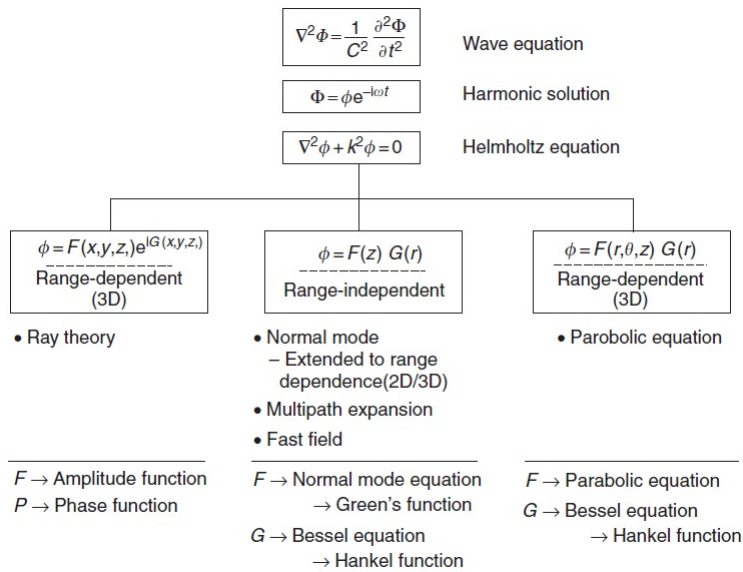 ∇²Φ = 1/C² ∂²Φ/∂t²
Wave equation
Φ = ϕe^–iωt
Harmonic solution
∇²ϕ + k²ϕ = 0
Helmholtz equation
ϕ = F(x,y,z,)e^iG(x,y,z,)
Range-dependent
(3D)
• Ray theory
F → Amplitude function
P → Phase function
ϕ = F(z) G(r)
Range-independent
• Normal mode
– Extended to range
dependence(2D/3D)
• Multipath expansion
• Fast field
F → Normal mode equation
→ Green's function
G → Bessel equation
→ Hankel function
ϕ = F(r,θ,z) G(r)
Range-dependent
(3D)
• Parobolic equation
F → Parabolic equation
G → Bessel equation
→ Hankel function